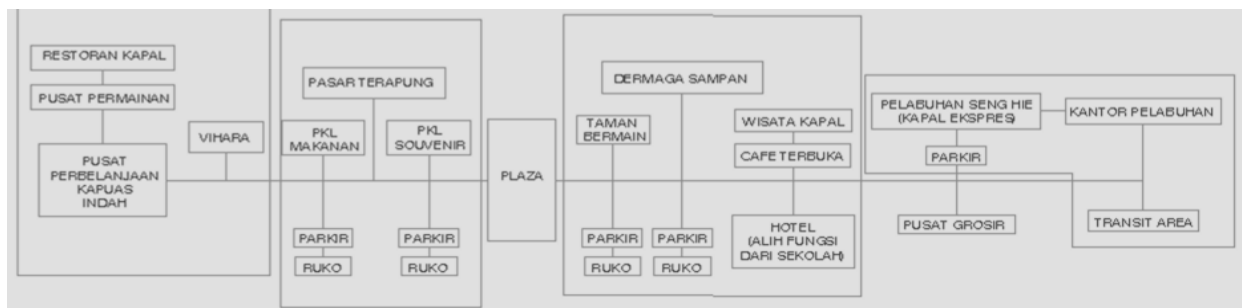 RESTORAN KAPAL
PUSAT PERMAINAN
PUSAT
PERBELANJAAN
KAPUAS
INDAH
VIHARA
PASAR TERAPUNG
PKL
MAKANAN
PKL
SOUVENIR
PARKIR
RUKO
PARKIR
RUKO
PLAZA
DERMAGA SAMPAN
TAMAN
BERMAIN
WISATA KAPAL
CAFE TERBUKA
PARKIR
RUKO
PARKIR
RUKO
HOTEL
(ALIH FUNGSI
DARI SEKOLAH)
PELABUHAN SENG HIE
(KAPAL EKSPRES)
KANTOR PELABUHAN
PARKIR
PUSAT GROSIR
TRANSIT AREA